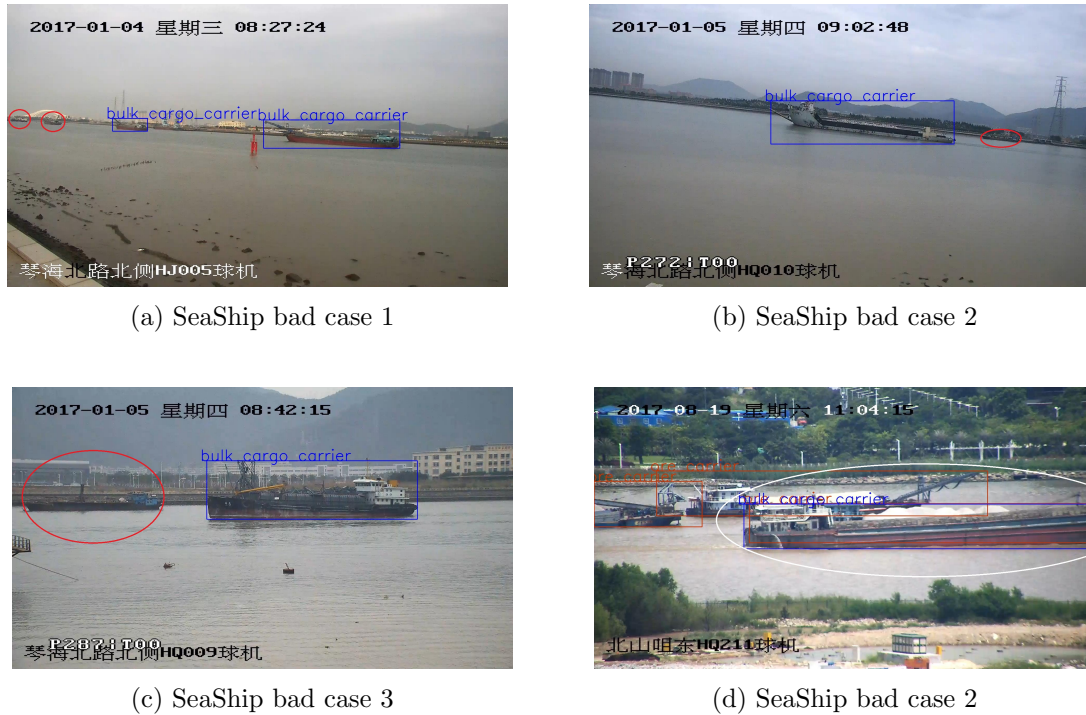 2017-01-04 星期三 08:27:24
bulk_cargo_carrier
bulk_cargo_carrier
琴海北路北侧HJ005球机
(a) SeaShip bad case 1
2017-01-05 星期四 09:02:48
bulk_cargo_carrier
P272:T00
琴海北路北侧HQ010球机
(b) SeaShip bad case 2
2017-01-05 星期四 08:42:15
bulk_cargo_carrier
P287:T00
琴海北路北侧HQ009球机
(c) SeaShip bad case 3
2017-08-19 星期六 11:04:15
carrier
bulk_cargo_carrier
北山咀东HQ211球机
(d) SeaShip bad case 2